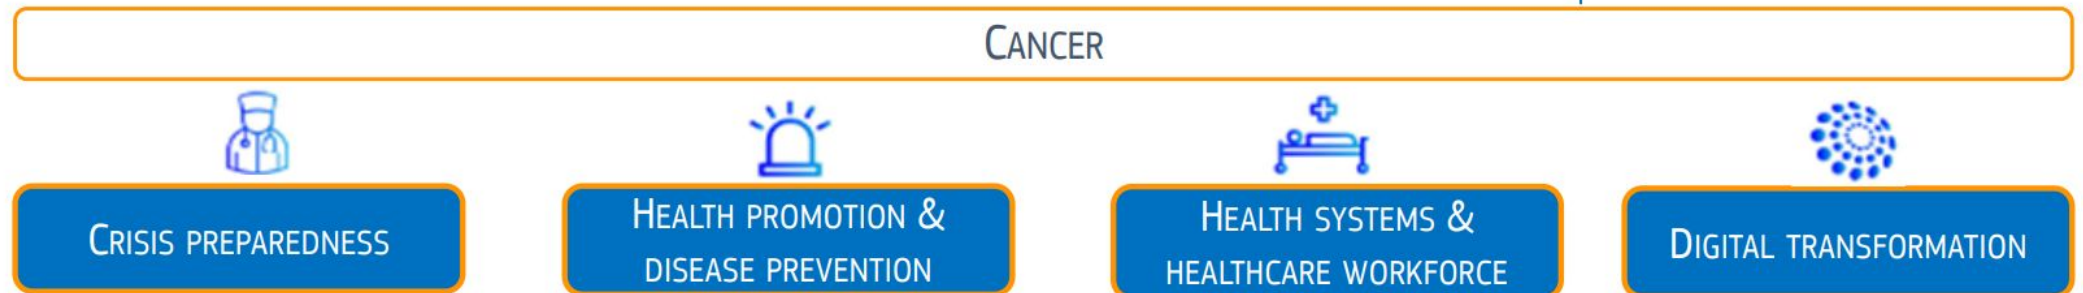 CANCER
CRISIS PREPAREDNESS
HEALTH PROMOTION &
DISEASE PREVENTION
HEALTH SYSTEMS &
HEALTHCARE WORKFORCE
DIGITAL TRANSFORMATION